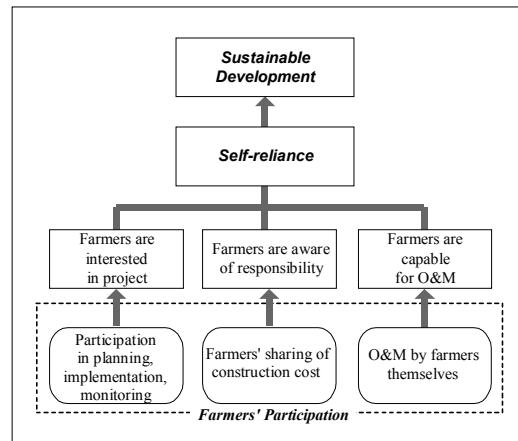 Sustainable
Development
Self-reliance
Farmers are
interested
in project
Farmers are aware
of responsibility
Farmers are
capable
for O&M
Participation
in planning,
implementation,
monitoring
Farmers' sharing of
construction cost
O&M by farmers
themselves
Farmers' Participation